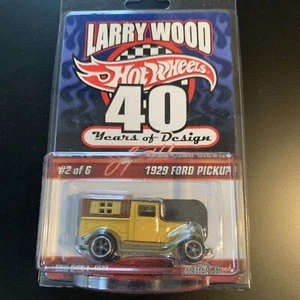 LARRY WOOD
Hot Wheels
40
Years of Design
#2 of 6
1929 FORD PICKUP